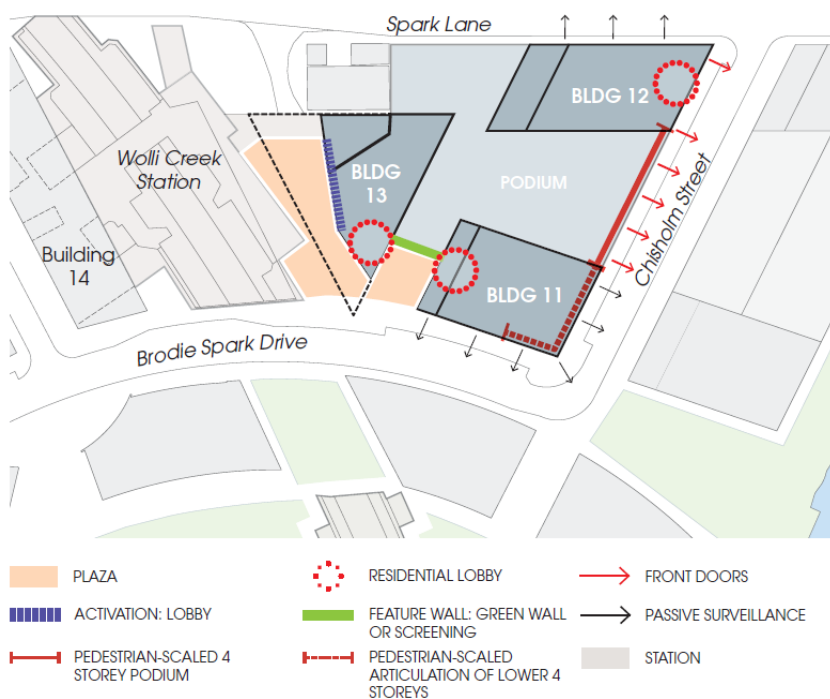 Spark Lane
BLDG 12
Wolli Creek
Station
BLDG
13
PODIUM
Chisholm Street
Building
14
BLDG 11
Brodie Spark Drive
PLAZA
RESIDENTIAL LOBBY
FRONT DOORS
ACTIVATION: LOBBY
FEATURE WALL: GREEN WALL
OR SCREENING
PASSIVE SURVEILLANCE
PEDESTRIAN-SCALED 4
STOREY PODIUM
PEDESTRIAN-SCALED
ARTICULATION OF LOWER 4
STOREYS
STATION